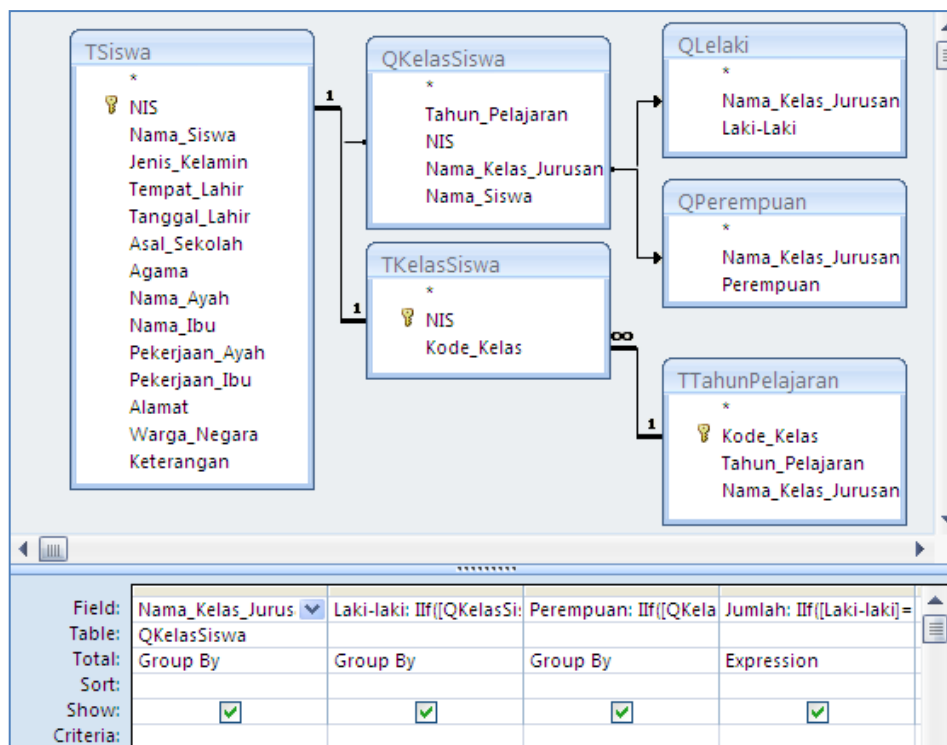 TSiswa
*
NIS
Nama_Siswa
Jenis_Kelamin
Tempat_Lahir
Tanggal_Lahir
Asal_Sekolah
Agama
Nama_Ayah
Nama_Ibu
Pekerjaan_Ayah
Pekerjaan_Ibu
Alamat
Warga_Negara
Keterangan
1
1
QKelasSiswa
*
Tahun_Pelajaran
NIS
Nama_Kelas_Jurusan
Nama_Siswa
TKelasSiswa
*
NIS
Kode_Kelas
∞
1
QLelaki
*
Nama_Kelas_Jurusan
Laki-Laki
QPerempuan
*
Nama_Kelas_Jurusan
Perempuan
TTahunPelajaran
*
Kode_Kelas
Tahun_Pelajaran
Nama_Kelas_Jurusan
Field: Nama_Kelas_Jurus Laki-laki: IIf([QKelasSi Perempuan: IIf([QKela Jumlah: IIf([Laki-laki]=
Table: QKelasSiswa
Total: Group By Group By Group By Expression
Sort:
Show:
Criteria: